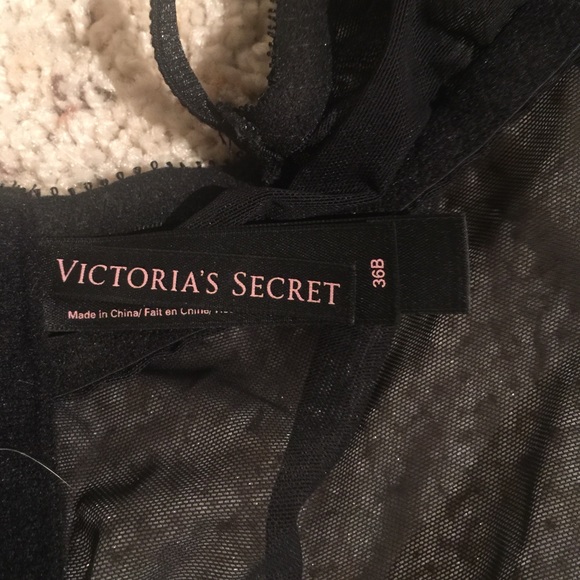 VICTORIA'S SECRET
36B
Made in China/ Fait en Chine/